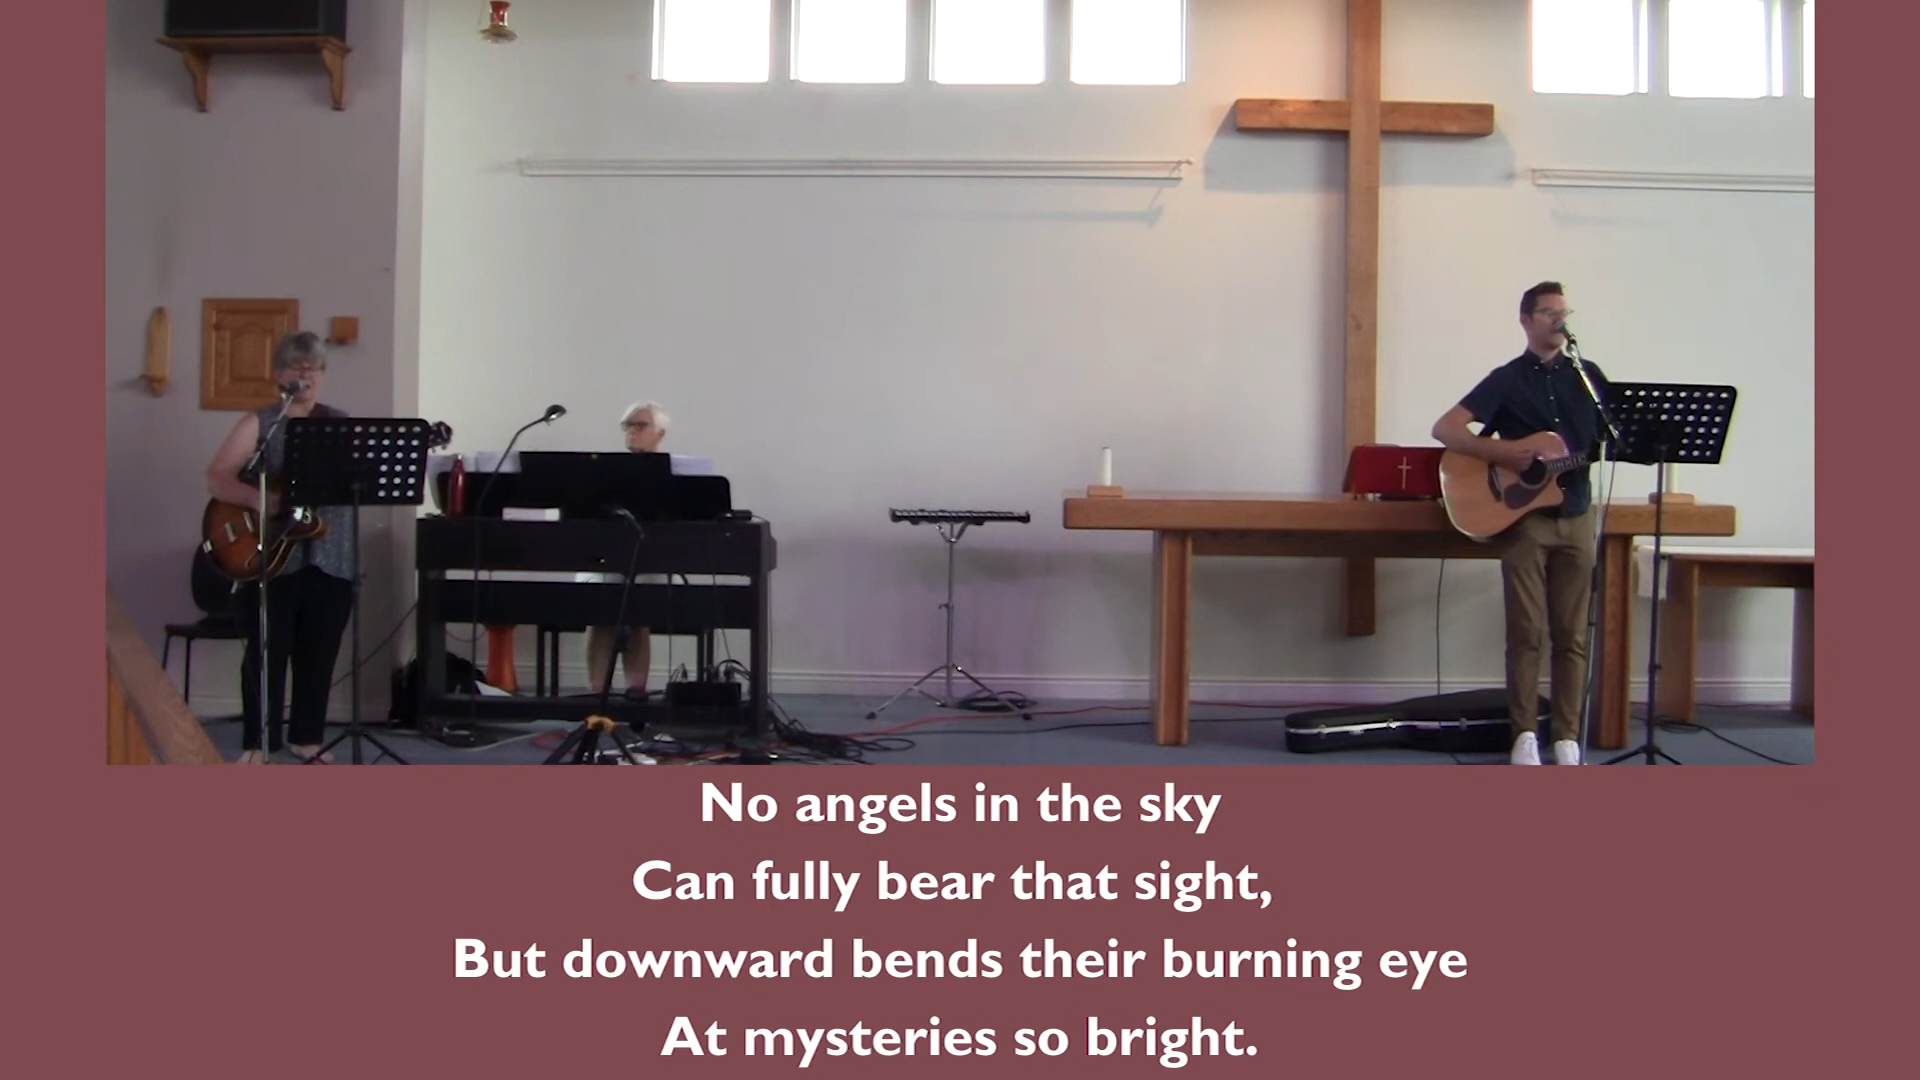 No angels in the sky
Can fully bear that sight,
But downward bends their burning eye
At mysteries so bright.